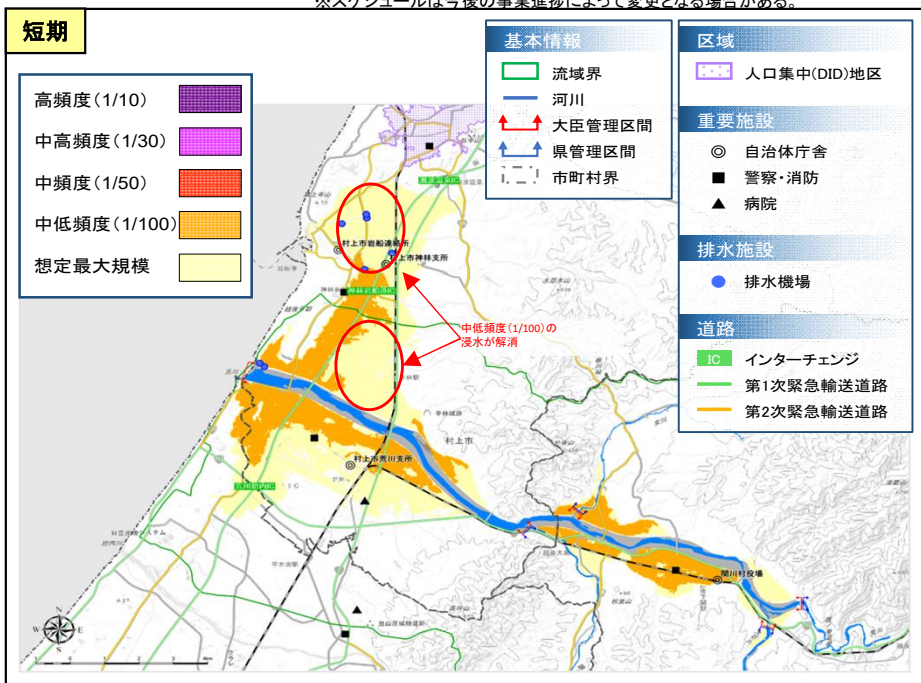 ※スケジュールは今後の事業進捗によって変更となる場合がある。
短期
高頻度(1/10)
中高頻度(1/30)
中頻度(1/50)
中低頻度(1/100)
想定最大規模
基本情報
流域界
河川
大臣管理区間
県管理区間
市町村界
区域
人口集中(DID)地区
重要施設
自治体庁舎
警察・消防
病院
排水施設
排水機場
道路
IC インターチェンジ
第1次緊急輸送道路
第2次緊急輸送道路
村上市岩船連絡所
上市神林支所
中低頻度(1/100)の
浸水が解消
村上市
村上市荒川支所
IC
関川村役場
N
W E
S